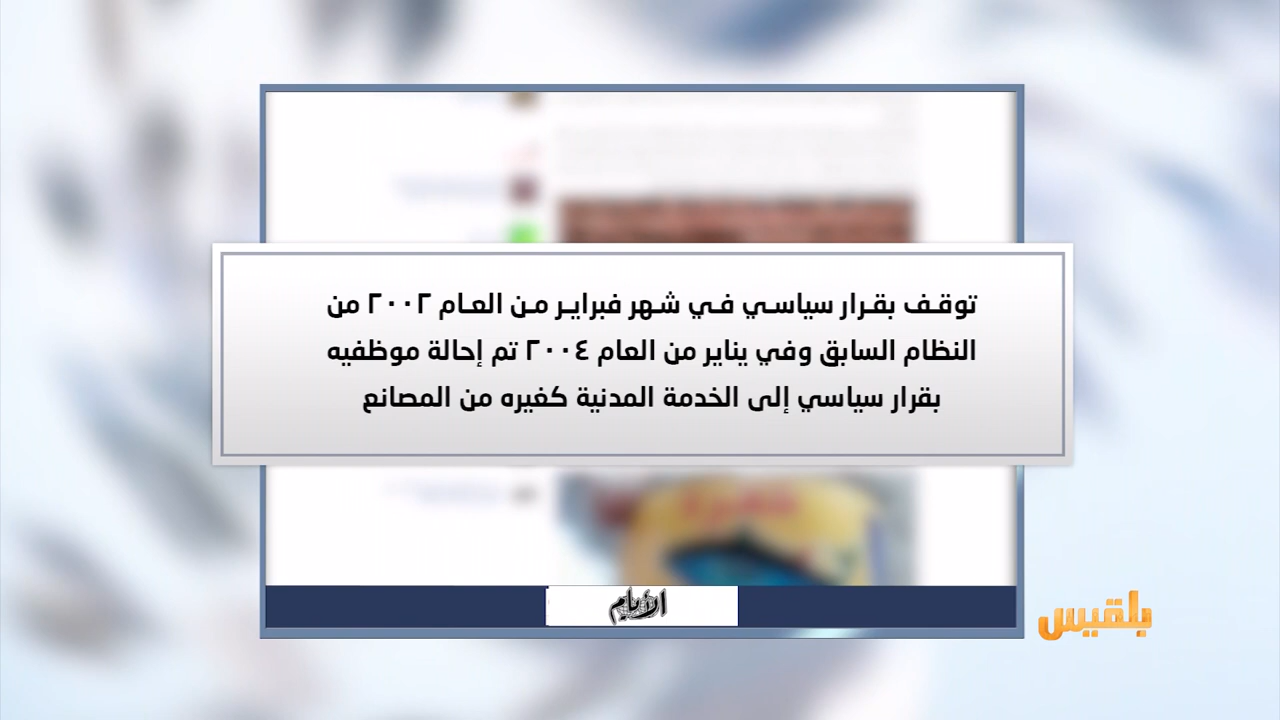 توقف بقرار سياسي في شهر فبراير من العام ٢٠٠٢ من
النظام السابق وفي يناير من العام ٢٠٠٤ تم إحالة موظفيه
بقرار سياسي إلى الخدمة المدنية كغيره من المصانع
الأيام
بلقيس